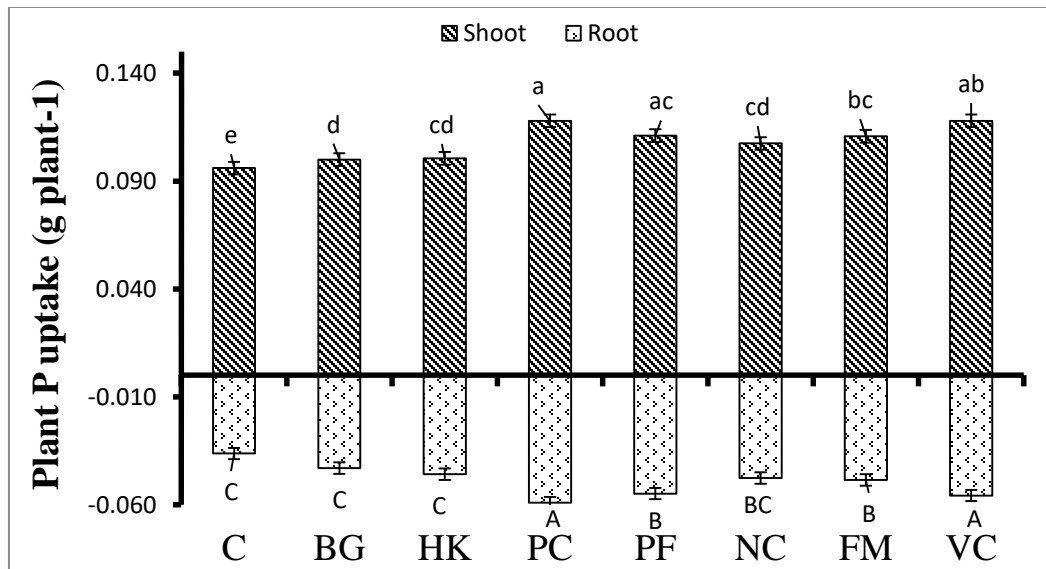 Shoot Root
Plant P uptake (g plant-1)
0.140
0.090
0.040
-0.010
-0.060
e d cd a ac cd bc ab
C C C A B BC B A
C BG HK PC PF NC FM VC